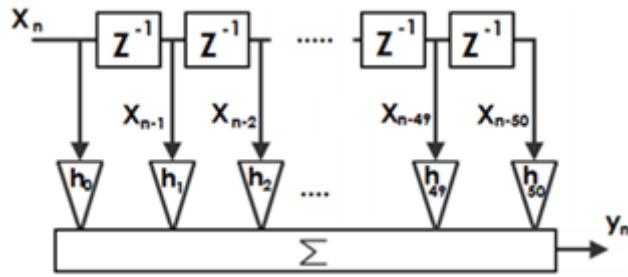 Xₙ
Z⁻¹ Z⁻¹ ..... Z⁻¹ Z⁻¹
Xₙ₋₁ Xₙ₋₂ Xₙ₋₄₉ Xₙ₋₅₀
h₀ h₁ h₂ .... h₄₉ h₅₀
Σ
yₙ